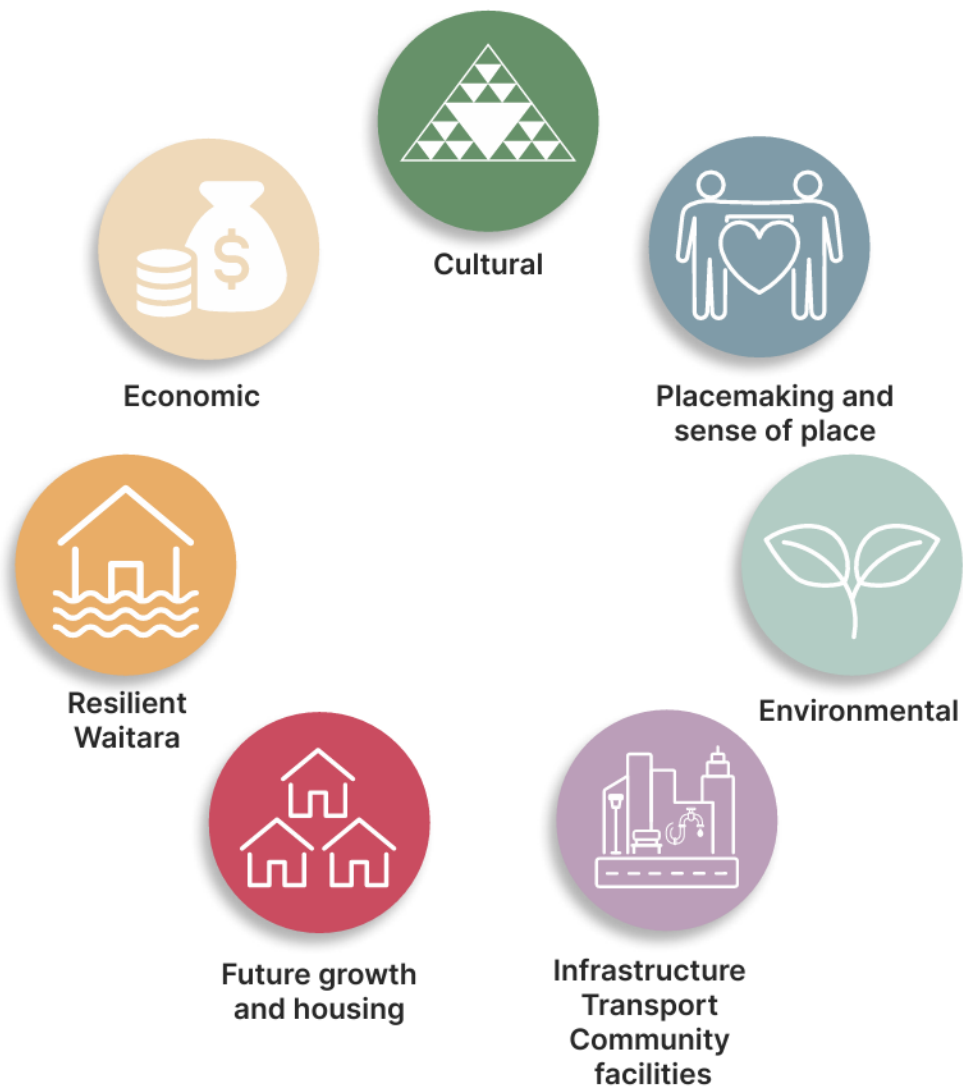 Cultural
$
Economic
Placemaking and
sense of place
Resilient
Waitara
Environmental
Future growth
and housing
Infrastructure
Transport
Community
facilities